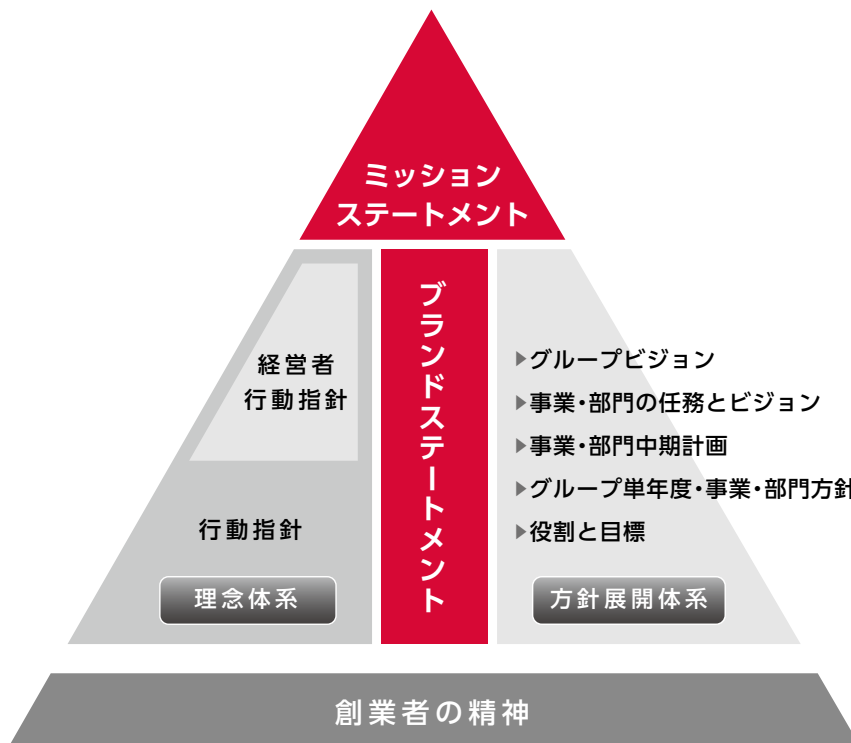 ミッション
ステートメント
ブランドステートメント
経営者
行動指針
行動指針
理念体系
▶グループビジョン
▶事業・部門の任務とビジョン
▶事業・部門中期計画
▶グループ単年度・事業・部門方針
▶役割と目標
方針展開体系
創業者の精神